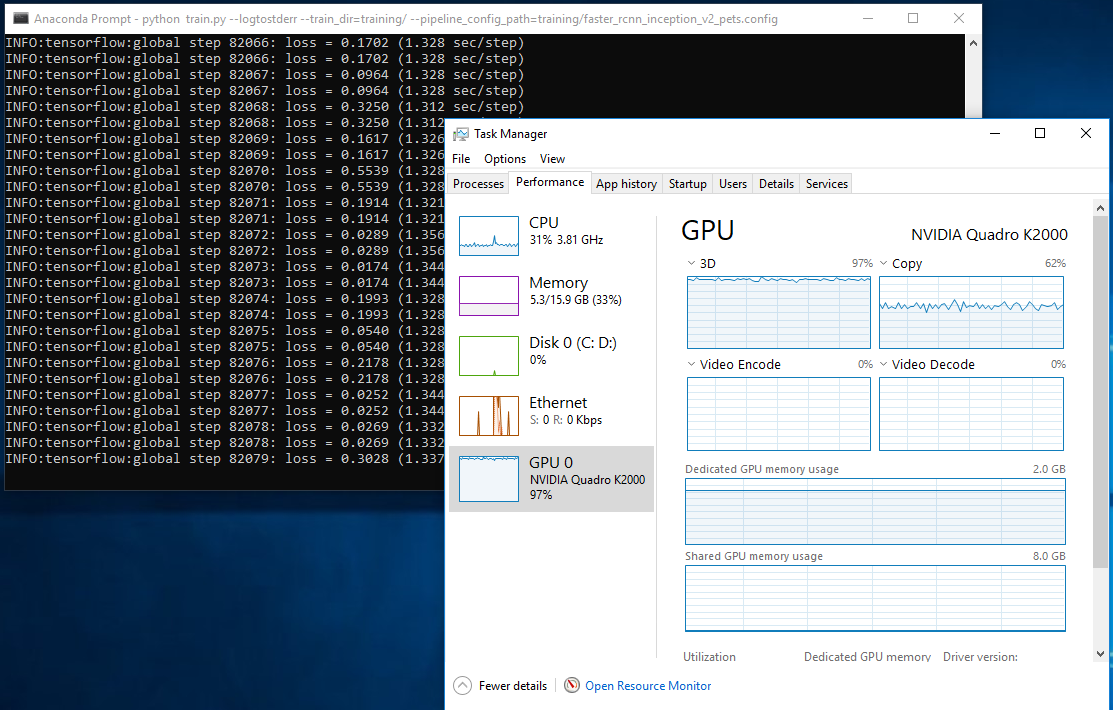 Anaconda Prompt - python  train.py --logtostderr --train_dir=training/ --pipeline_config_path=training/faster_rcnn_inception_v2_pets.config
INFO:tensorflow:global step 82066: loss = 0.1702 (1.328 sec/step)
INFO:tensorflow:global step 82066: loss = 0.1702 (1.328 sec/step)
INFO:tensorflow:global step 82067: loss = 0.0964 (1.328 sec/step)
INFO:tensorflow:global step 82067: loss = 0.0964 (1.328 sec/step)
INFO:tensorflow:global step 82068: loss = 0.3250 (1.312 sec/step)
INFO:tensorflow:global step 82068: loss = 0.3250 (1.312
INFO:tensorflow:global step 82069: loss = 0.1617 (1.326
INFO:tensorflow:global step 82069: loss = 0.1617 (1.326
INFO:tensorflow:global step 82070: loss = 0.5539 (1.328
INFO:tensorflow:global step 82070: loss = 0.5539 (1.328
INFO:tensorflow:global step 82071: loss = 0.1914 (1.321
INFO:tensorflow:global step 82071: loss = 0.1914 (1.321
INFO:tensorflow:global step 82072: loss = 0.0289 (1.356
INFO:tensorflow:global step 82072: loss = 0.0289 (1.356
INFO:tensorflow:global step 82073: loss = 0.0174 (1.344
INFO:tensorflow:global step 82073: loss = 0.0174 (1.344
INFO:tensorflow:global step 82074: loss = 0.1993 (1.328
INFO:tensorflow:global step 82074: loss = 0.1993 (1.328
INFO:tensorflow:global step 82075: loss = 0.0540 (1.328
INFO:tensorflow:global step 82075: loss = 0.0540 (1.328
INFO:tensorflow:global step 82076: loss = 0.2178 (1.328
INFO:tensorflow:global step 82076: loss = 0.2178 (1.328
INFO:tensorflow:global step 82077: loss = 0.0252 (1.344
INFO:tensorflow:global step 82077: loss = 0.0252 (1.344
INFO:tensorflow:global step 82078: loss = 0.0269 (1.332
INFO:tensorflow:global step 82078: loss = 0.0269 (1.332
INFO:tensorflow:global step 82079: loss = 0.3028 (1.337
Task Manager
File Options View
Processes Performance App history Startup Users Details Services
CPU
31% 3.81 GHz
Memory
5.3/15.9 GB (33%)
Disk 0 (C: D:)
0%
Ethernet
S: 0 R: 0 Kbps
GPU 0
NVIDIA Quadro K2000
97%
GPU NVIDIA Quadro K2000
3D 97% Copy 62%
Video Encode 0% Video Decode 0%
Dedicated GPU memory usage 2.0 GB
Shared GPU memory usage 8.0 GB
Utilization Dedicated GPU memory Driver version:
Fewer details Open Resource Monitor